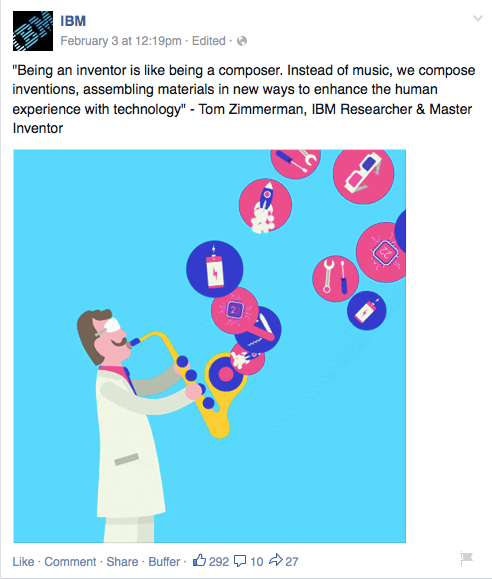 IBM
IBM
February 3 at 12:19pm · Edited ·
"Being an inventor is like being a composer. Instead of music, we compose
inventions, assembling materials in new ways to enhance the human
experience with technology" - Tom Zimmerman, IBM Researcher & Master
Inventor
Like · Comment · Share · Buffer · 292 10 27